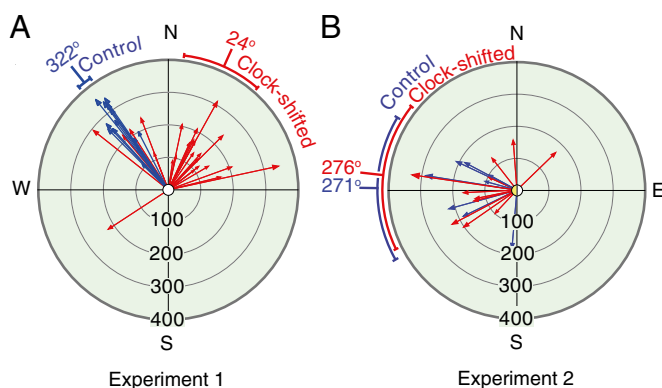 A
B
N
N
322°
Control
24°
Clock-shifted
Control
Clock-shifted
W
276°
271°
E
100
200
300
400
100
200
300
400
S
S
Experiment 1
Experiment 2